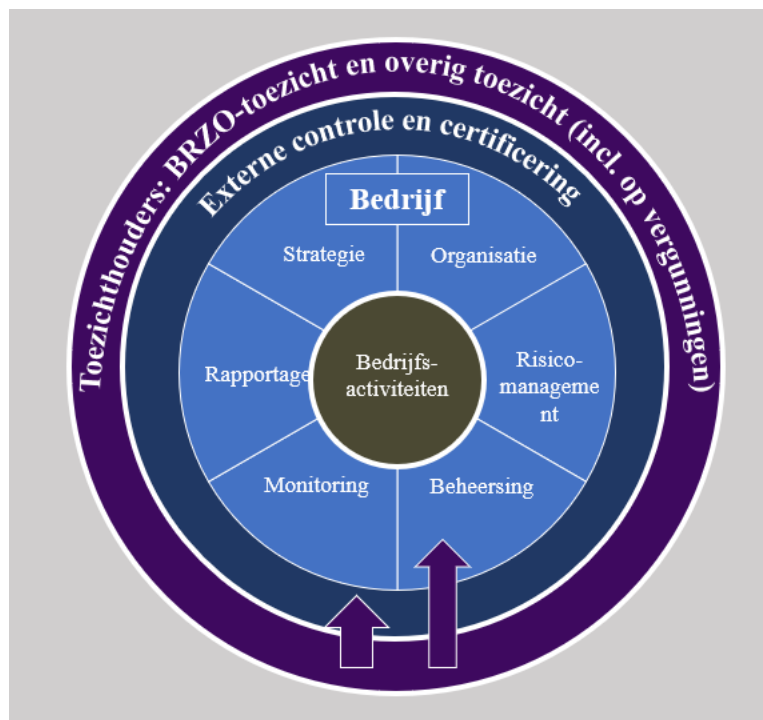 Toezichthouders: BRZO-toezicht en overig toezicht (incl. op vergunningen)
Externe controle en certificering
Bedrijf
Strategie
Organisatie
Rapportage
Bedrijfs-
activiteiten
Risico-
manageme
nt
Monitoring
Beheersing